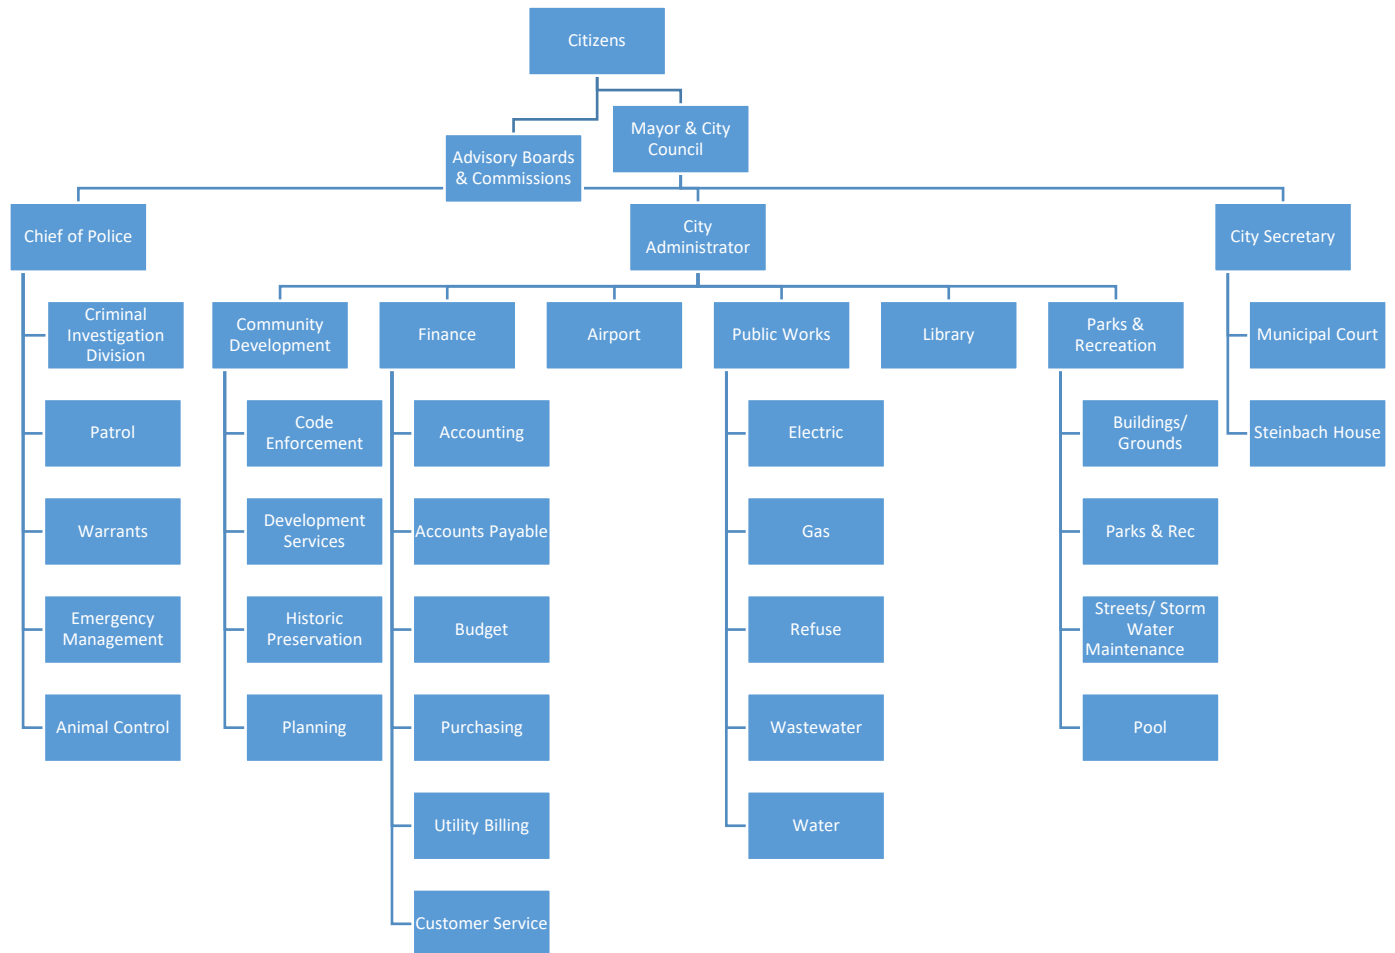 Citizens
Mayor & City
Council
Advisory Boards
& Commissions
Chief of Police
City
Administrator
City Secretary
Criminal
Investigation
Division
Community
Development
Finance
Airport
Public Works
Library
Parks &
Recreation
Municipal Court
Patrol
Code
Enforcement
Accounting
Electric
Buildings/
Grounds
Steinbach House
Warrants
Development
Services
Accounts Payable
Gas
Parks & Rec
Emergency
Management
Historic
Preservation
Budget
Refuse
Streets/ Storm
Water
Maintenance
Animal Control
Planning
Purchasing
Wastewater
Pool
Utility Billing
Water
Customer Service